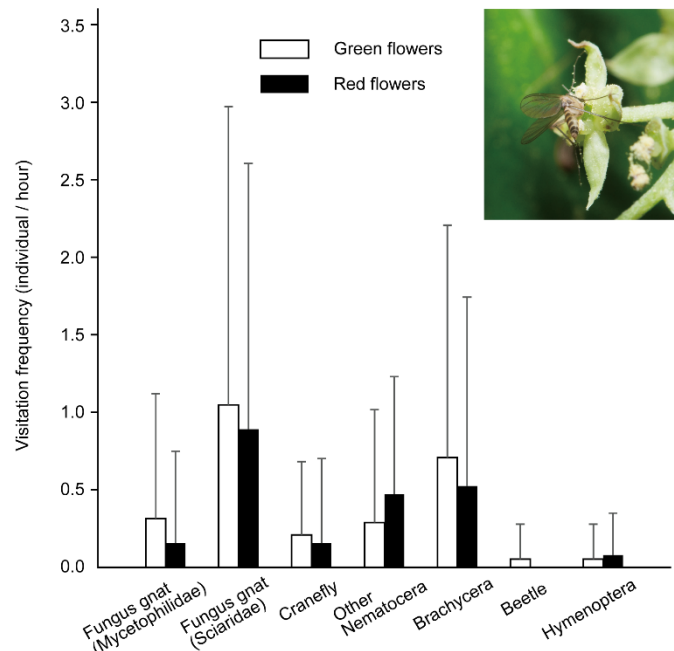 3.5
3.0
2.5
2.0
1.5
1.0
0.5
0.0
Visitation frequency (individual / hour)
Green flowers
Red flowers
Fungus gnat
(Mycetophilidae)
Fungus gnat
(Sciaridae)
Cranefly
Other
Nematocera
Brachycera
Beetle
Hymenoptera